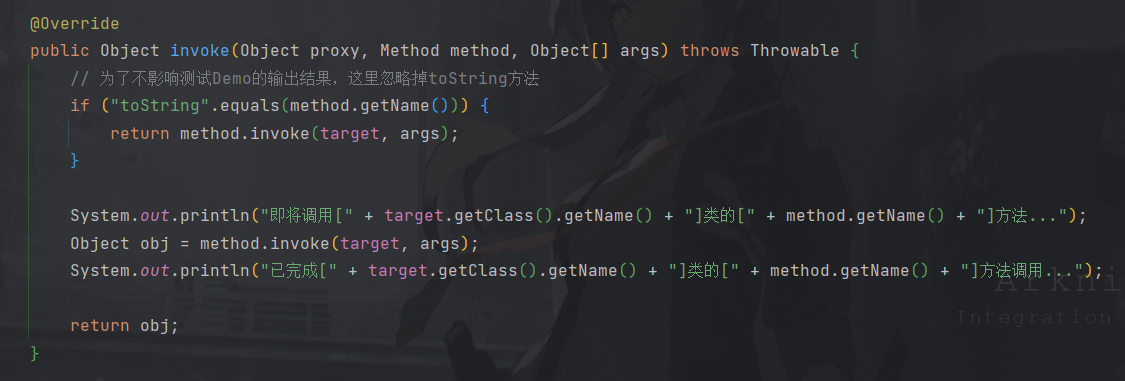 @Override
public Object invoke(Object proxy, Method method, Object[] args) throws Throwable {
// 为了不影响测试Demo的输出结果，这里忽略掉toString方法
if ("toString".equals(method.getName())) {
return method.invoke(target, args);
}
System.out.println("即将调用[" + target.getClass().getName() + "]类的[" + method.getName() + "]方法...");
Object obj = method.invoke(target, args);
System.out.println("已完成[" + target.getClass().getName() + "]类的[" + method.getName() + "]方法调用...");
Arkni
Integration
return obj;
}